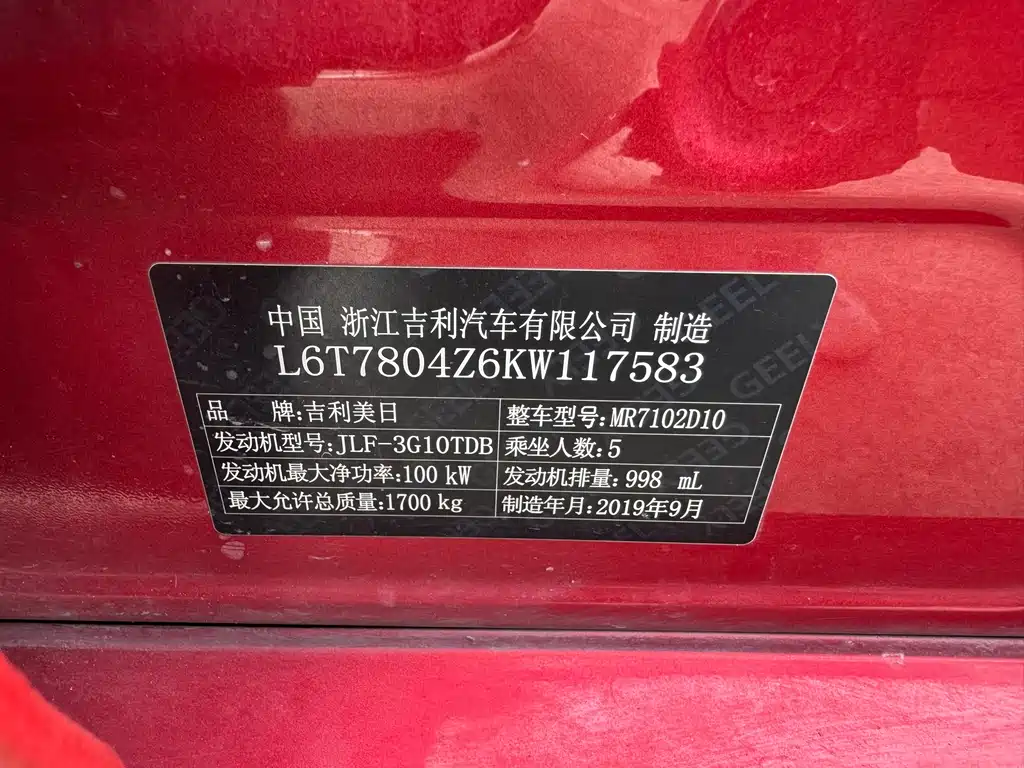 中国 浙江吉利汽车有限公司 制造
L6T7804Z6KW117583
品 牌:吉利美日 整车型号:MR7102D10
发动机型号:JLF-3G10TDB 乘坐人数:5
发动机最大净功率:100 kW 发动机排量:998 mL
最大允许总质量:1700 kg 制造年月:2019年9月